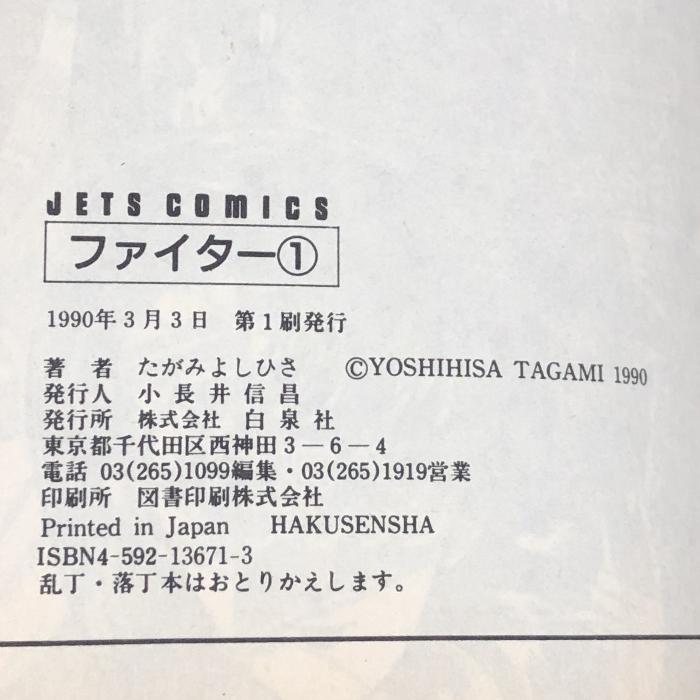 JETS COMICS
ファイター①
1990年3月3日 第1刷発行
著者 たがみよしひさ ©YOSHIHISA TAGAMI 1990
発行人 小長井信昌
発行所 株式会社 白泉社
東京都千代田区西神田3―6―4
電話 03(265)1099編集・03(265)1919営業
印刷所 図書印刷株式会社
Printed in Japan HAKUSENSHA
ISBN4-592-13671-3
乱丁・落丁本はおとりかえします。